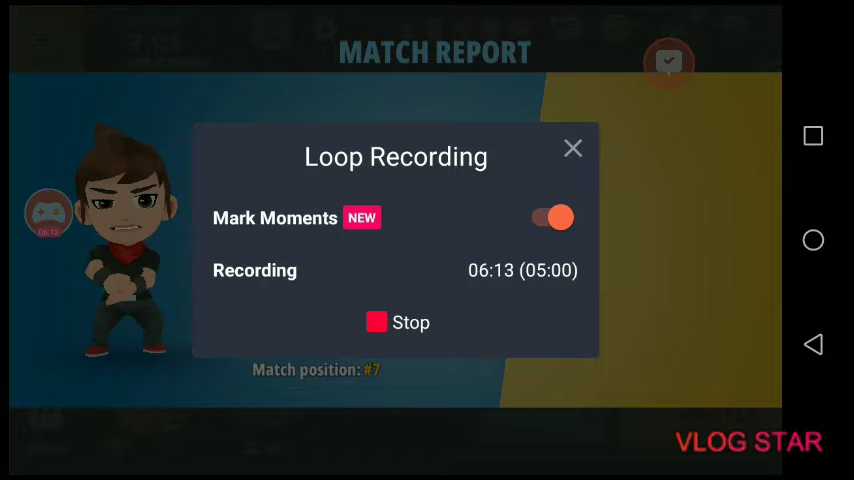 MATCH REPORT
Loop Recording
Mark Moments NEW
06:13
Recording 06:13 (05:00)
Stop
Match position: #7
VLOG STAR